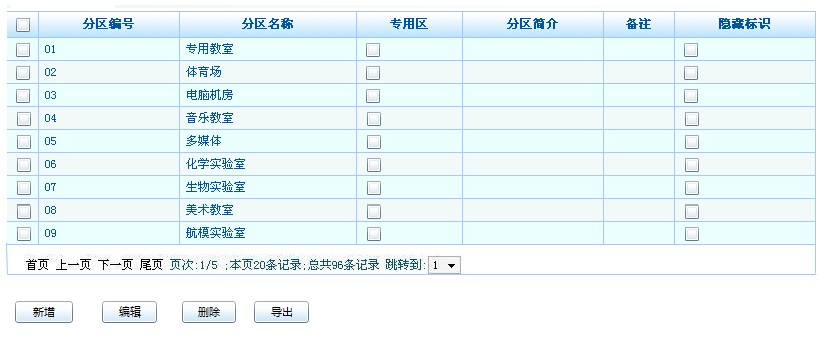 分区编号 分区名称 专用区 分区简介 备注 隐藏标识
01 专用教室
02 体育场
03 电脑机房
04 音乐教室
05 多媒体
06 化学实验室
07 生物实验室
08 美术教室
09 航模实验室
首页 上一页 下一页 尾页 页次:1/5 ;本页20条记录;总共96条记录 跳转到: 1
新增 编辑 删除 导出